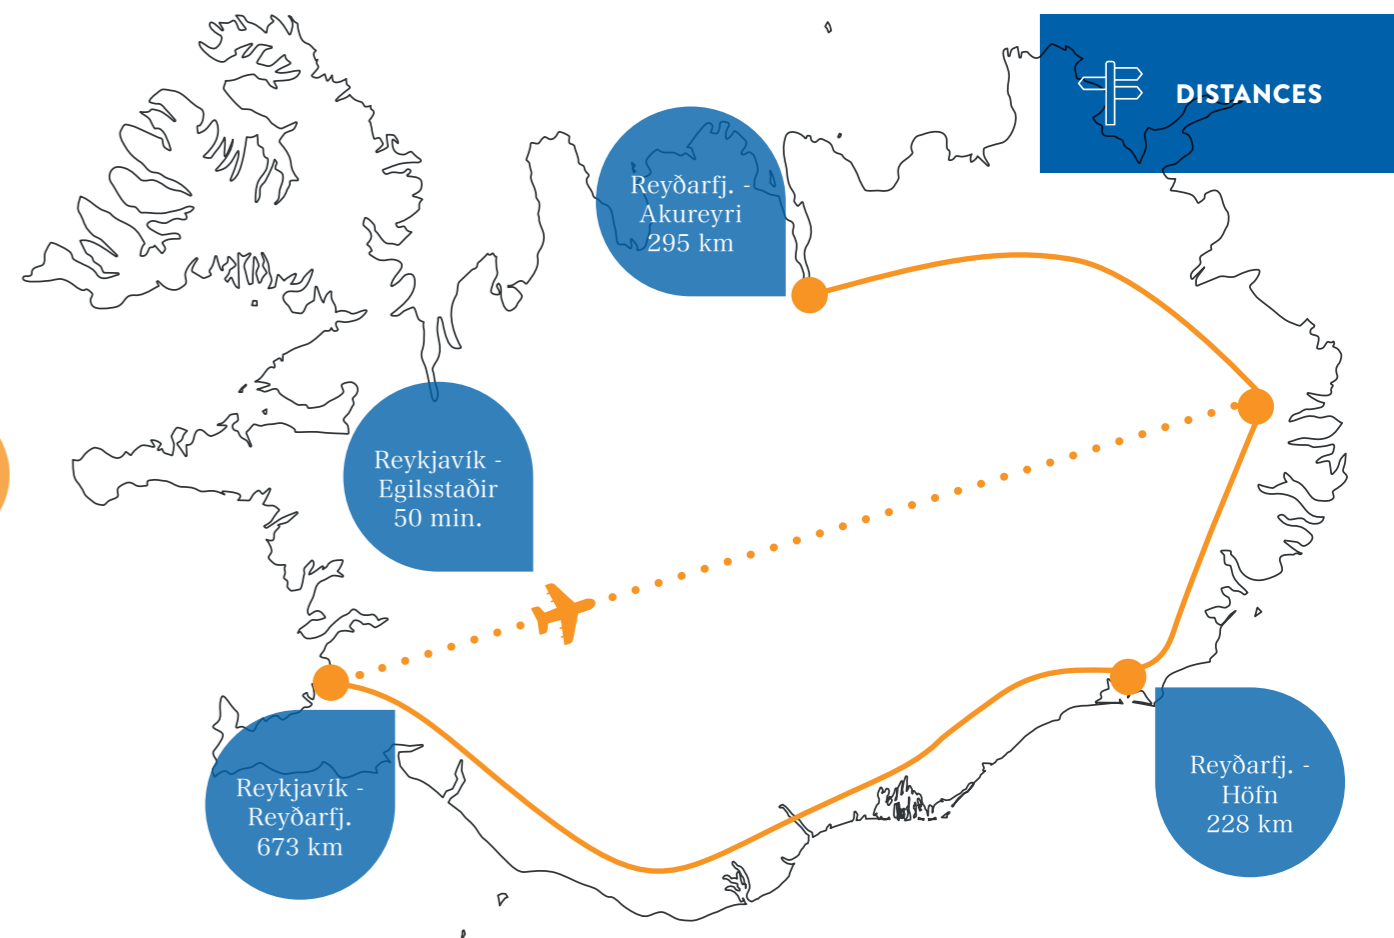 DISTANCES
Reyðarfj. -
Akureyri
295 km
Reykjavík -
Egilsstaðir
50 min.
Reykjavík -
Reyðarfj.
673 km
Reyðarfj. -
Höfn
228 km